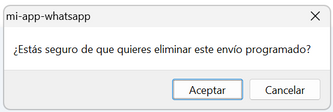 mi-app-whatsapp
¿Estás seguro de que quieres eliminar este envío programado?
Aceptar
Cancelar